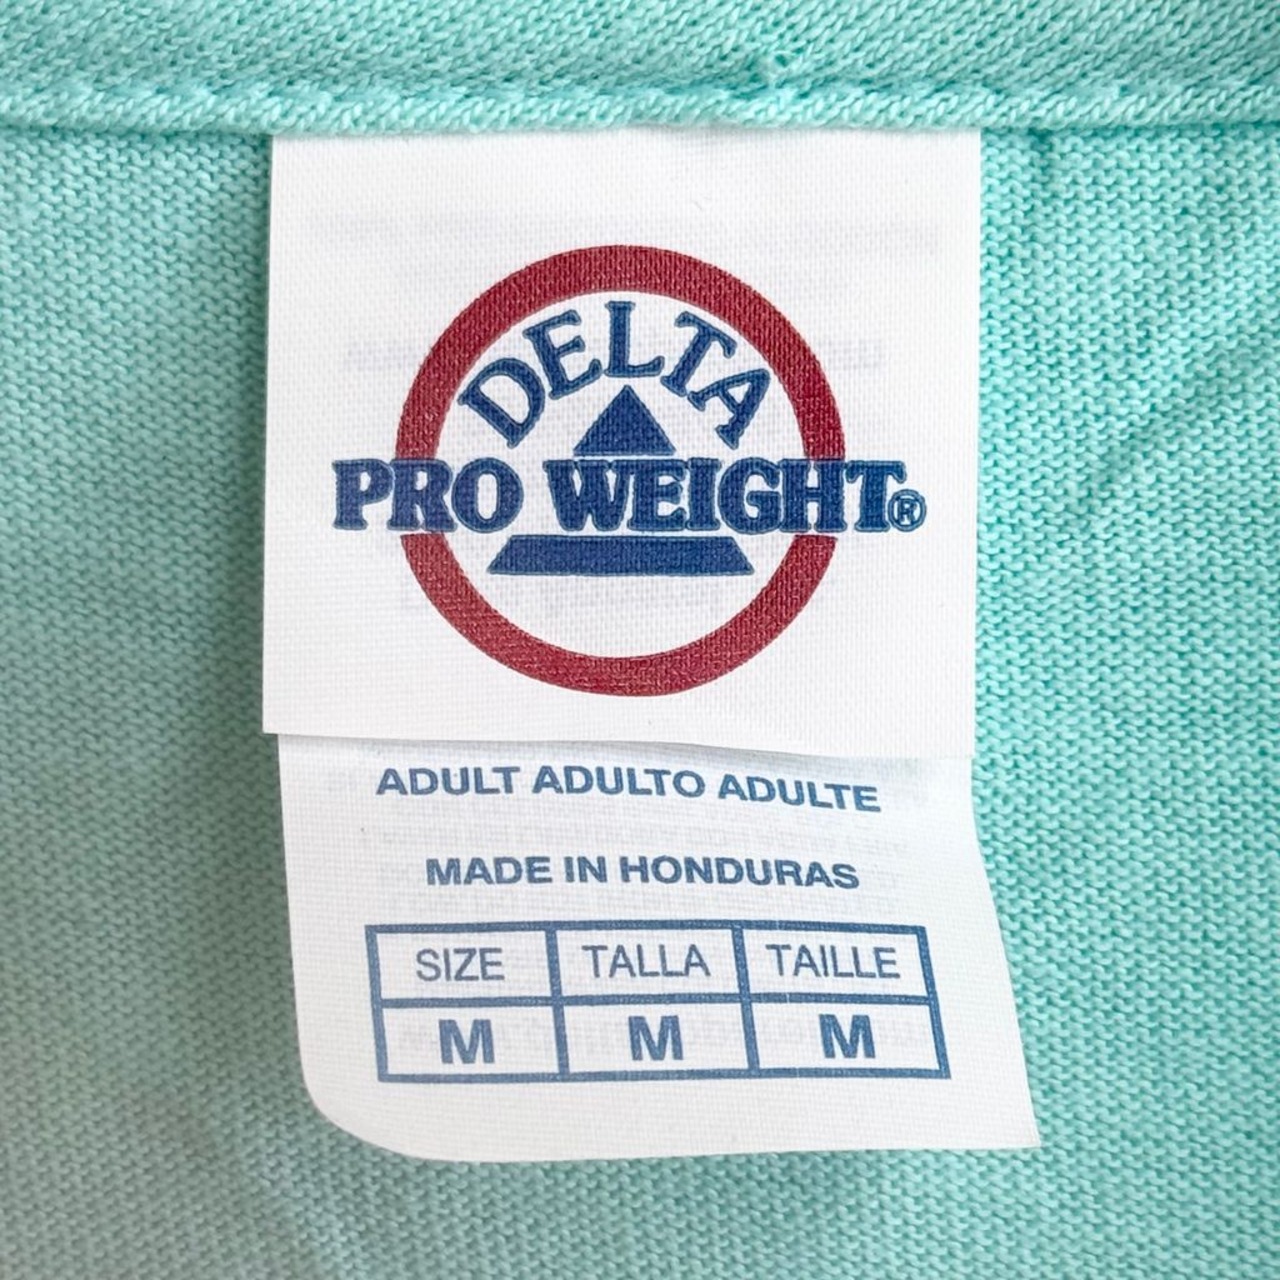 DELTA
PRO WEIGHT®
ADULT ADULTO ADULTE
MADE IN HONDURAS
SIZE TALLA TAILLE
M M M